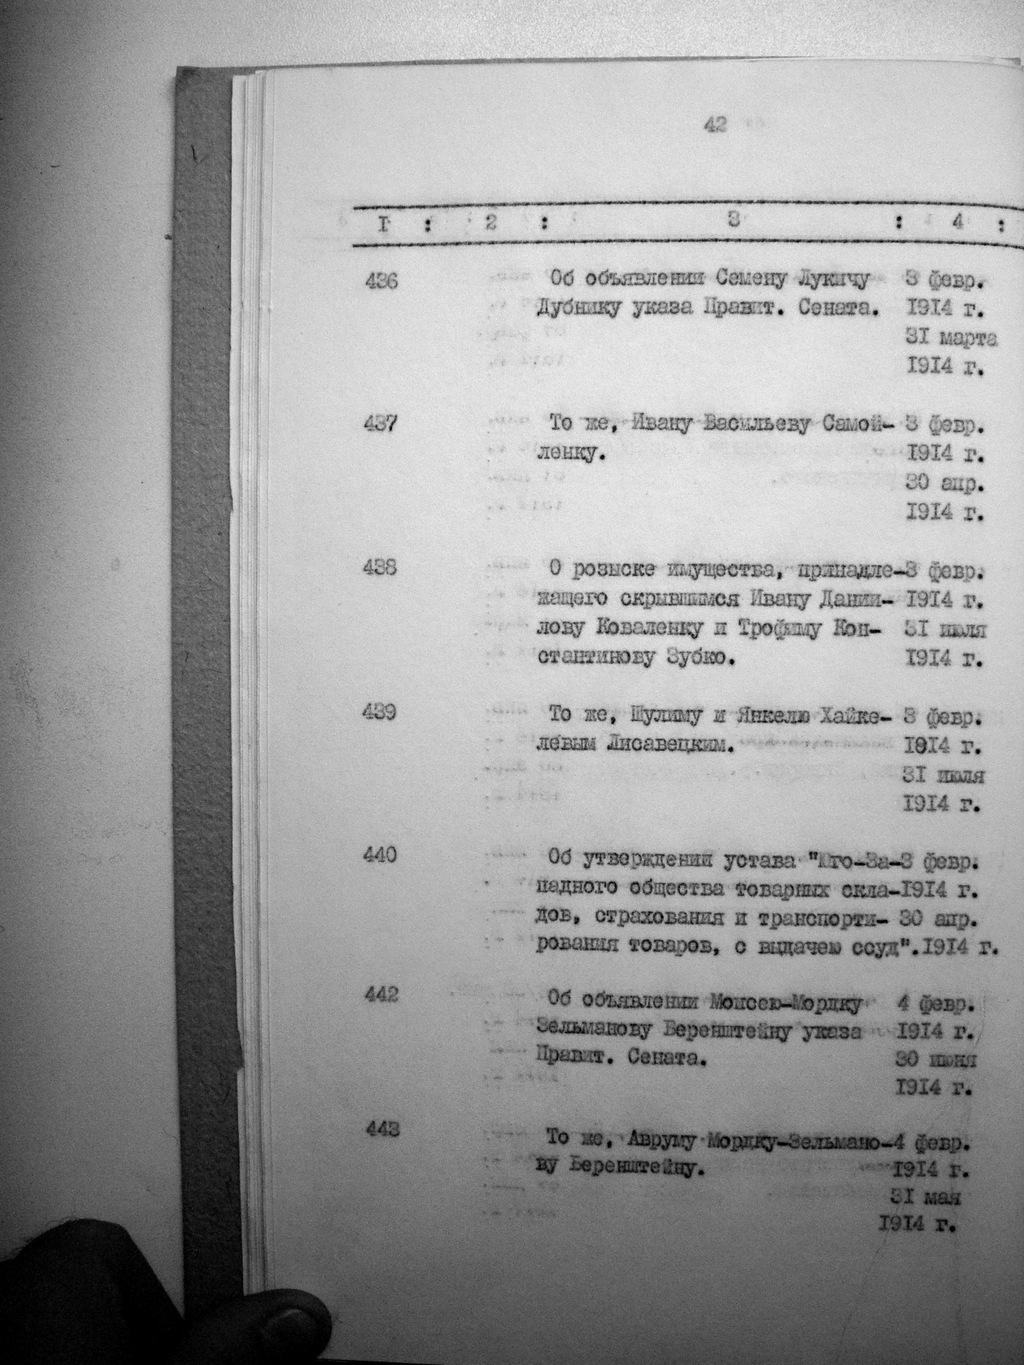 42
I : 2 : 3 : 4 :
436 Об объявлении Семену Лукичу 3 февр.
Дубнику указа Правит. Сената. 1914 г.
31 марта
1914 г.
437 То же, Ивану Васильеву Самой- 3 февр.
ленку. 1914 г.
30 апр.
1914 г.
438 О розыске имущества, принадле- 3 февр.
жащего скрывшимся Ивану Дании- 1914 г.
лову Коваленку и Трофиму Кон- 31 июля
стантинову Зубко. 1914 г.
439 То же, Шулиму и Янкелю Хайке- 3 февр.
левым Лисавецким. 1914 г.
31 июля
1914 г.
440 Об утверждении устава "Юго-За- 3 февр.
падного общества товарных скла- 1914 г.
дов, страхования и транспорти- 30 апр.
рования товаров, с выдачею ссуд". 1914 г.
442 Об объявлении Моисею-Мордку 4 февр.
Зельманову Беренштейну указа 1914 г.
Правит. Сената. 30 июня
1914 г.
443 То же, Авруму Мордку-Зельмано- 4 февр.
ву Беренштейну. 1914 г.
31 мая
1914 г.